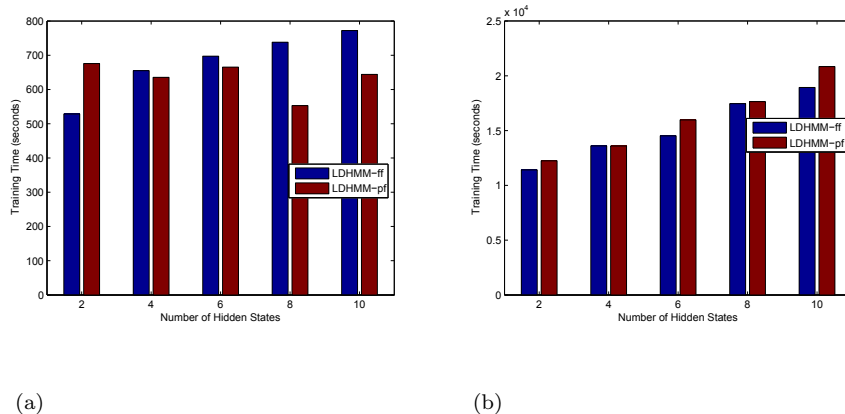 800
700
600
500
400
300
200
100
0
Training Time (seconds)
LDHMM−ff
LDHMM−pf
2 4 6 8 10
Number of Hidden States
(a)
x 10^4
2.5
2
1.5
1
0.5
0
Training Time (seconds)
LDHMM−ff
LDHMM−pf
2 4 6 8 10
Number of Hidden States
(b)